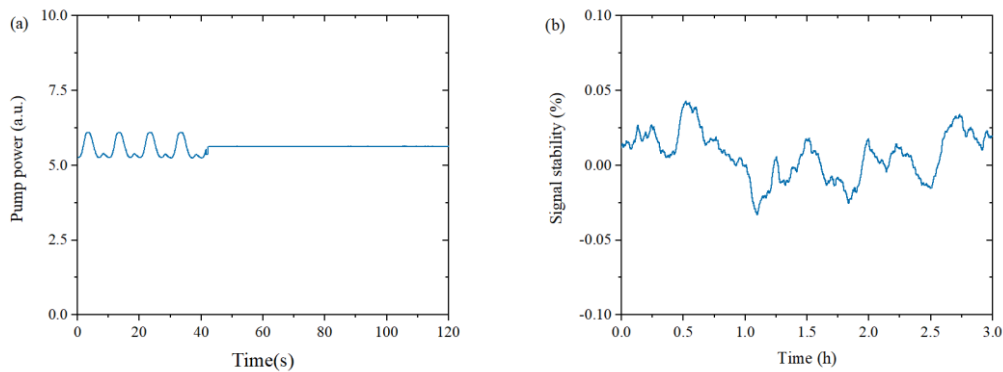 (a)
Pump power (a.u.)
10.0
7.5
5.0
2.5
0.0
0 20 40 60 80 100 120
Time(s)
(b)
Signal stability (%)
0.10
0.05
0.00
-0.05
-0.10
0.0 0.5 1.0 1.5 2.0 2.5 3.0
Time (h)